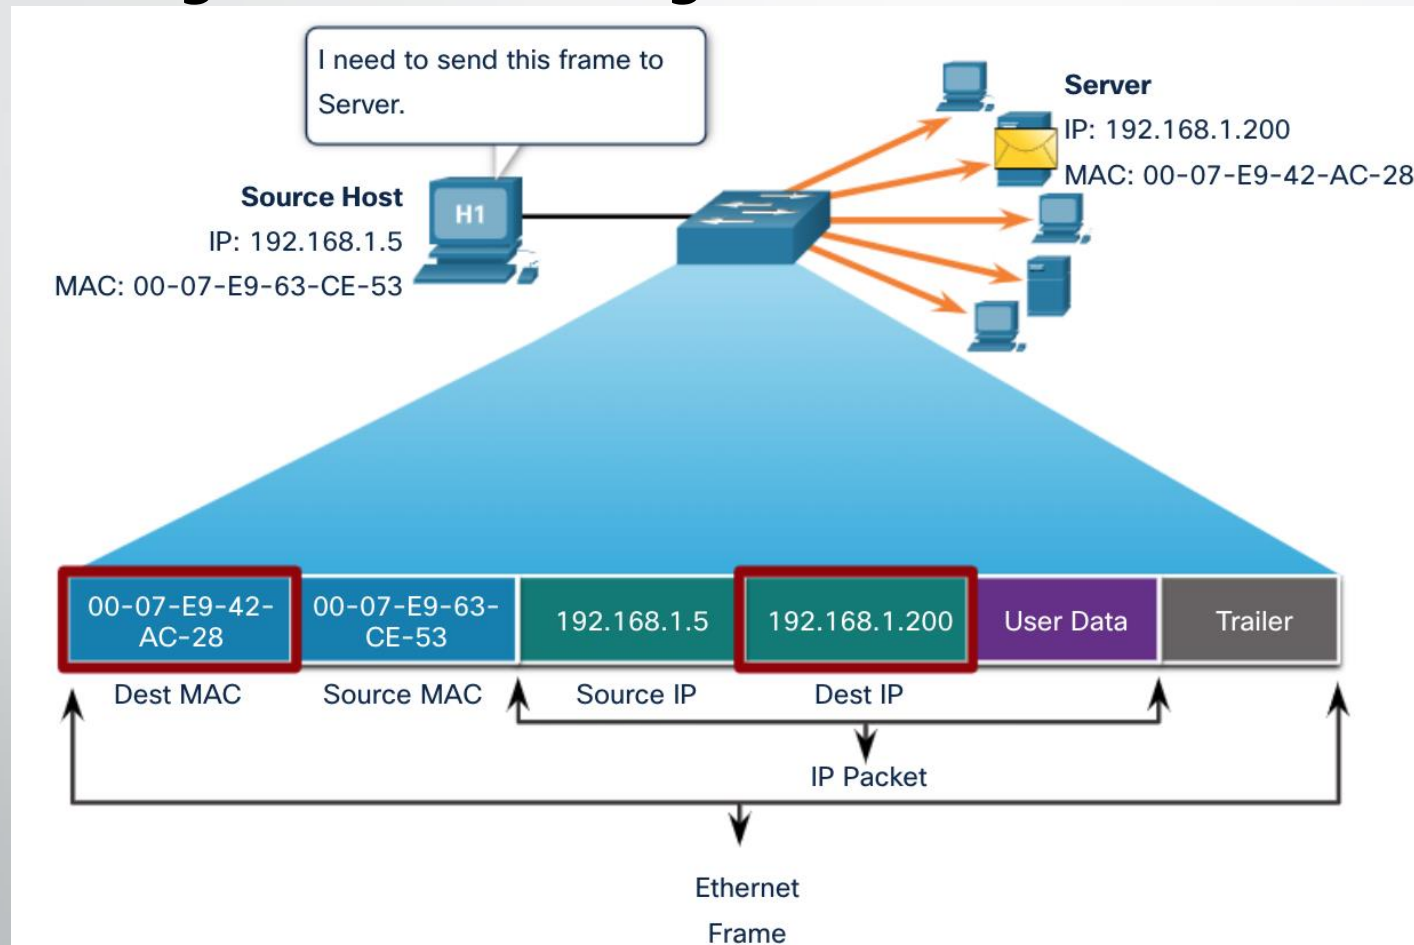 I need to send this frame to
Server.
Server
IP: 192.168.1.200
MAC: 00-07-E9-42-AC-28
Source Host
IP: 192.168.1.5
MAC: 00-07-E9-63-CE-53
H1
00-07-E9-42-
AC-28
00-07-E9-63-
CE-53
192.168.1.5
192.168.1.200
User Data
Trailer
Dest MAC
Source MAC
Source IP
Dest IP
IP Packet
Ethernet
Frame